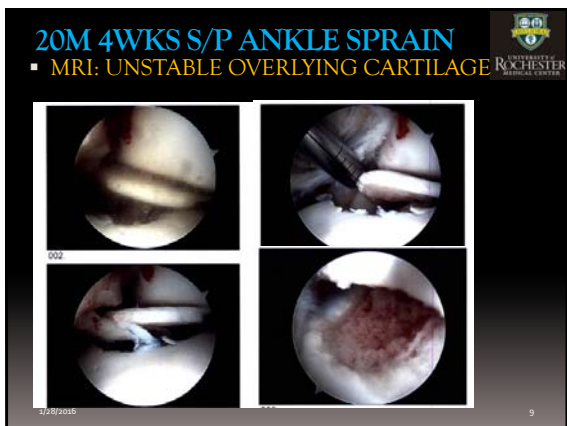 20M 4WKS S/P ANKLE SPRAIN
▪ MRI: UNSTABLE OVERLYING CARTILAGE
UNIVERSITY of
ROCHESTER
MEDICAL CENTER
002.
1/28/2016
9